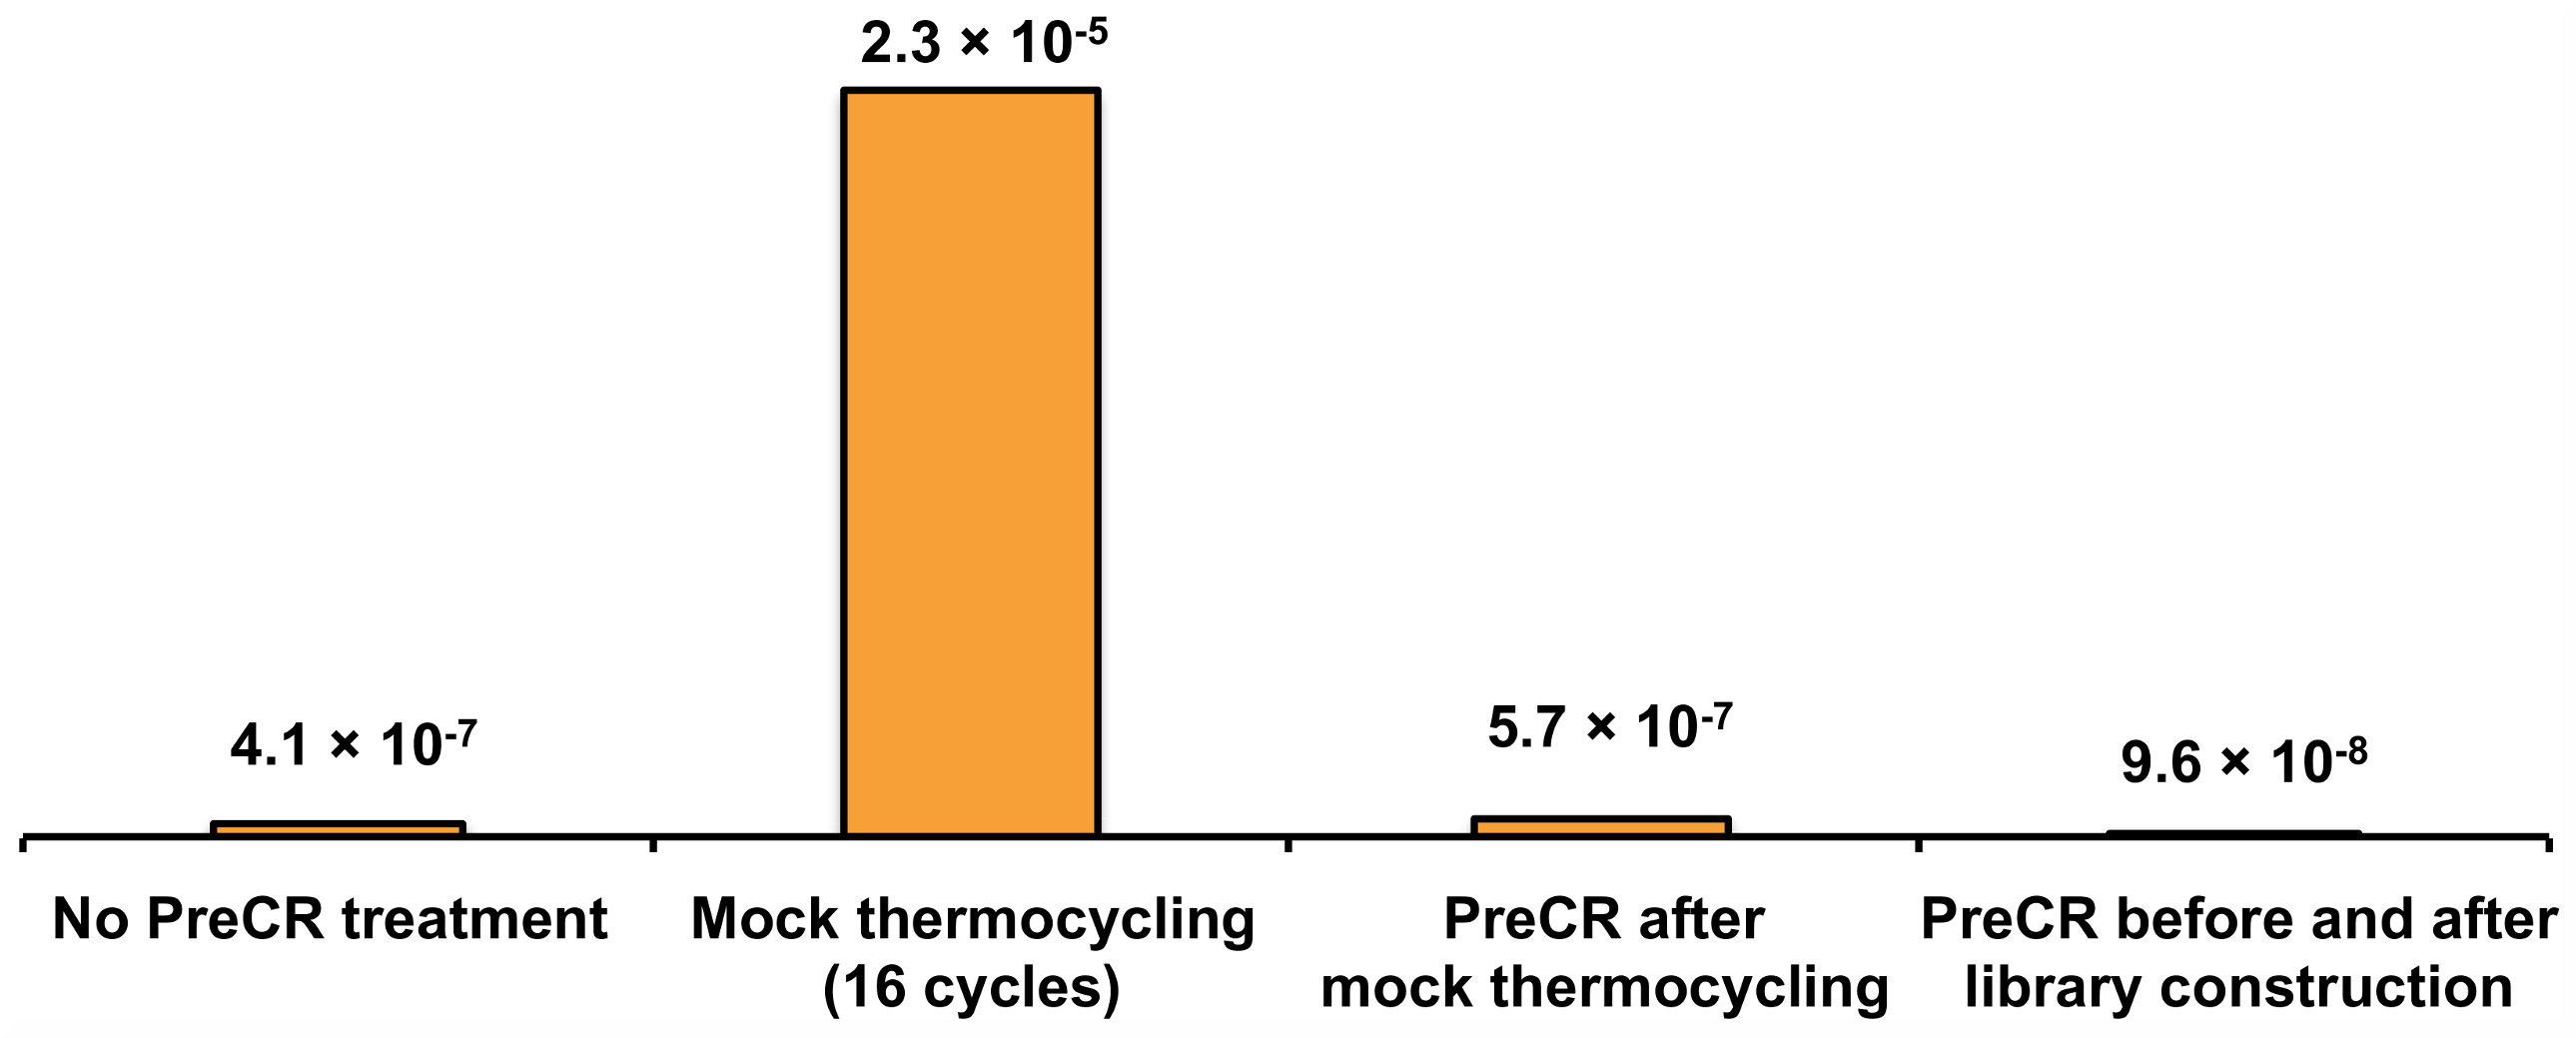 2.3 × 10⁻⁵
4.1 × 10⁻⁷
5.7 × 10⁻⁷
9.6 × 10⁻⁸
No PreCR treatment
Mock thermocycling
(16 cycles)
PreCR after
mock thermocycling
PreCR before and after
library construction